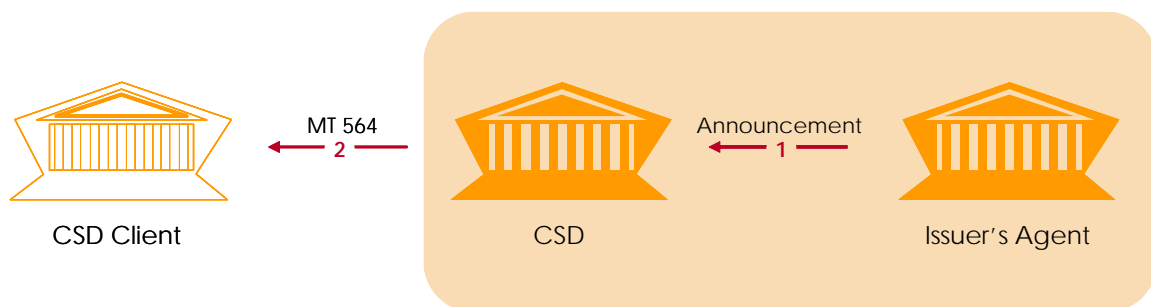 MT 564
2
Announcement
1
CSD Client
CSD
Issuer's Agent